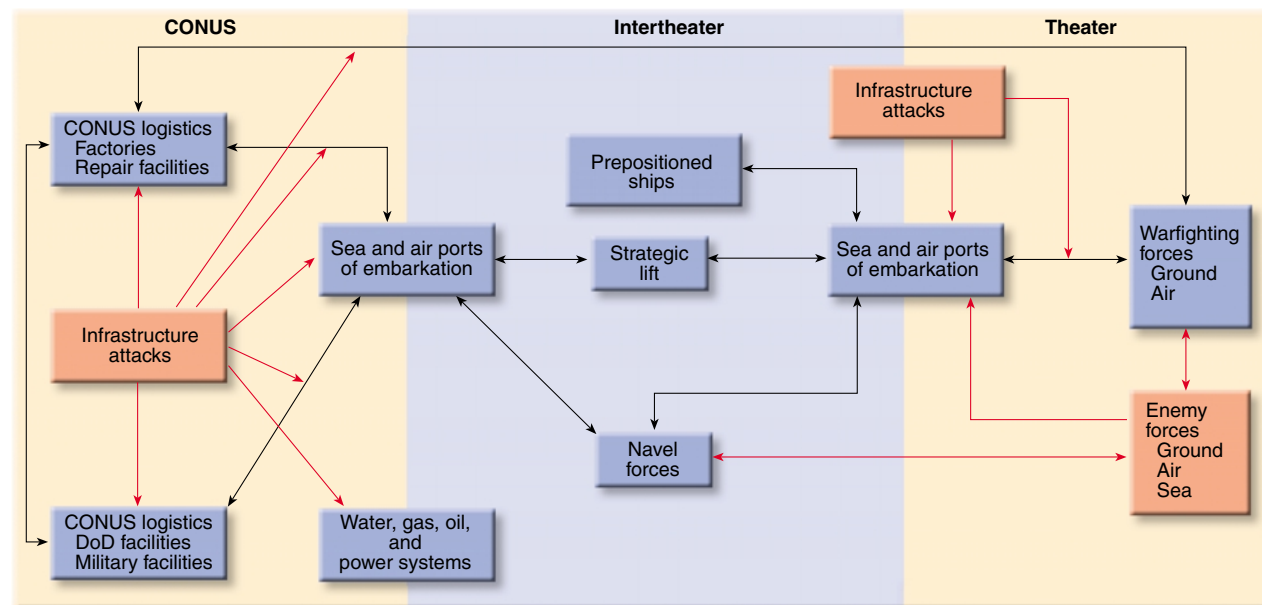 CONUS
Intertheater
Theater
Infrastructure
attacks
CONUS logistics
Factories
Repair facilities
Prepositioned
ships
Sea and air ports
of embarkation
Strategic
lift
Sea and air ports
of embarkation
Warfighting
forces
Ground
Air
Infrastructure
attacks
Enemy
forces
Ground
Air
Sea
Navel
forces
CONUS logistics
DoD facilities
Military facilities
Water, gas, oil,
and
power systems